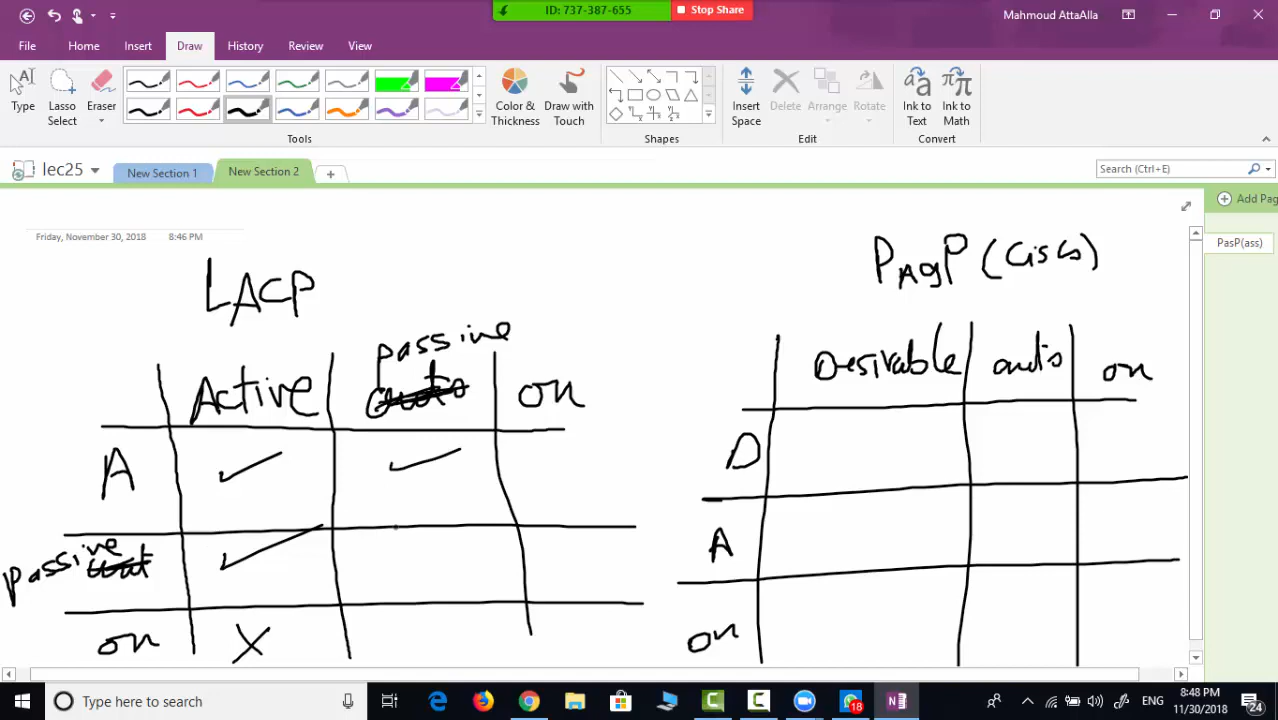 ID: 737-387-655
Stop Share
Mahmoud AttaAlla
File Home Insert Draw History Review View
Type
Lasso Select
Eraser
Color & Thickness
Draw with Touch
Insert Space
Delete
Arrange
Rotate
Ink to Text
Ink to Math
Tools
Shapes
Edit
Convert
lec25
New Section 1
New Section 2
Search (Ctrl+E)
Add Pag
PasP(ass)
Friday, November 30, 2018 8:46 PM
LACP
passive
Active auto on
A
passive
on X
PAgP (Cisco)
Desirable auto on
D
A
on
Type here to search
18
ENG
8:48 PM
11/30/2018
24